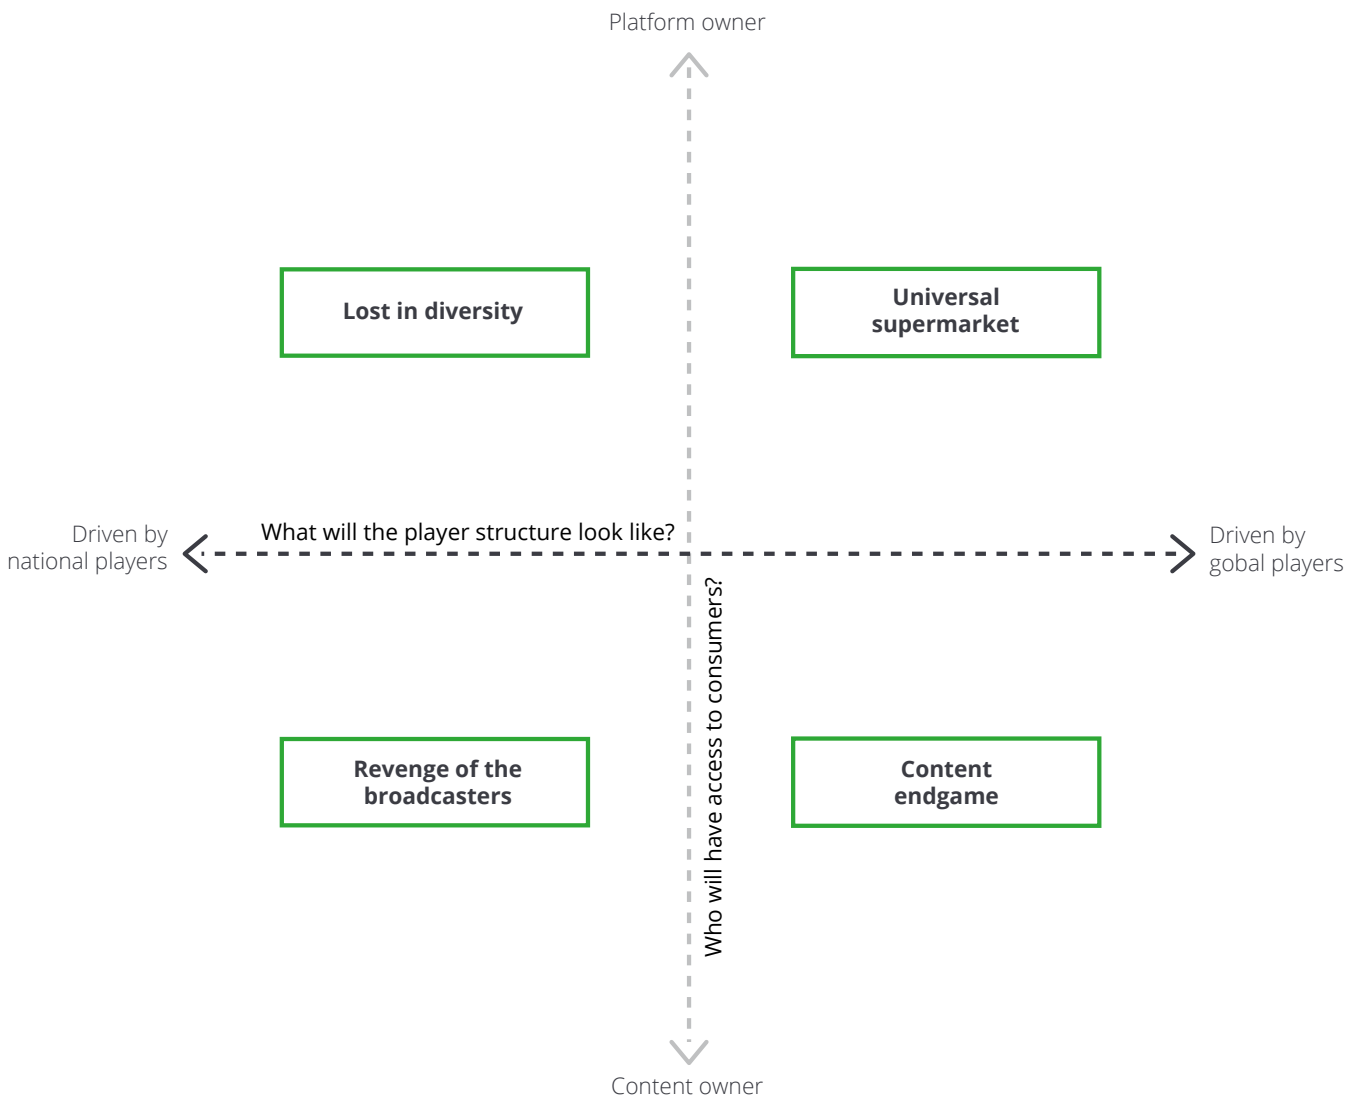 Platform owner
Lost in diversity
Universal
supermarket
Driven by
national players
What will the player structure look like?
Driven by
gobal players
Who will have access to consumers?
Revenge of the
broadcasters
Content
endgame
Content owner